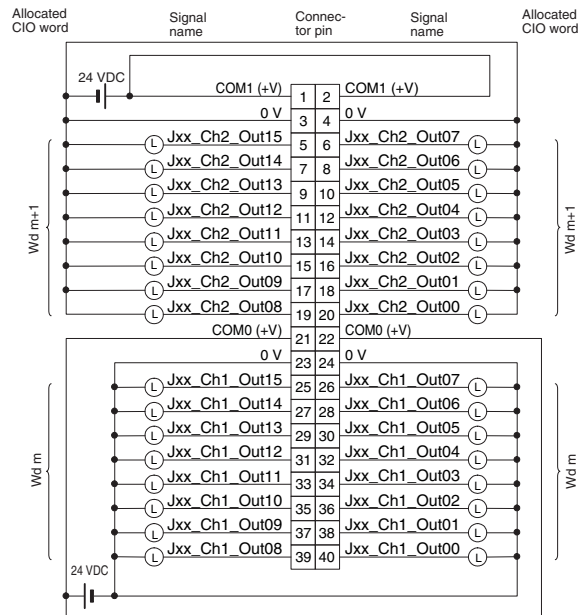 Allocated CIO word Signal name Connec-tor pin Signal name Allocated CIO word
24 VDC
COM1 (+V) 1 2 COM1 (+V)
0 V 3 4 0 V
L Jxx_Ch2_Out15 5 6 Jxx_Ch2_Out07 L
L Jxx_Ch2_Out14 7 8 Jxx_Ch2_Out06 L
L Jxx_Ch2_Out13 9 10 Jxx_Ch2_Out05 L
L Jxx_Ch2_Out12 11 12 Jxx_Ch2_Out04 L
L Jxx_Ch2_Out11 13 14 Jxx_Ch2_Out03 L
L Jxx_Ch2_Out10 15 16 Jxx_Ch2_Out02 L
L Jxx_Ch2_Out09 17 18 Jxx_Ch2_Out01 L
L Jxx_Ch2_Out08 19 20 Jxx_Ch2_Out00 L
Wd m+1
Wd m+1
COM0 (+V) 21 22 COM0 (+V)
0 V 23 24 0 V
L Jxx_Ch1_Out15 25 26 Jxx_Ch1_Out07 L
L Jxx_Ch1_Out14 27 28 Jxx_Ch1_Out06 L
L Jxx_Ch1_Out13 29 30 Jxx_Ch1_Out05 L
L Jxx_Ch1_Out12 31 32 Jxx_Ch1_Out04 L
L Jxx_Ch1_Out11 33 34 Jxx_Ch1_Out03 L
L Jxx_Ch1_Out10 35 36 Jxx_Ch1_Out02 L
L Jxx_Ch1_Out09 37 38 Jxx_Ch1_Out01 L
L Jxx_Ch1_Out08 39 40 Jxx_Ch1_Out00 L
Wd m
Wd m
24 VDC